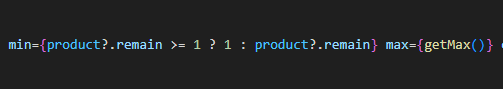 min={product?.remain >= 1 ? 1 : product?.remain} max={getMax()}